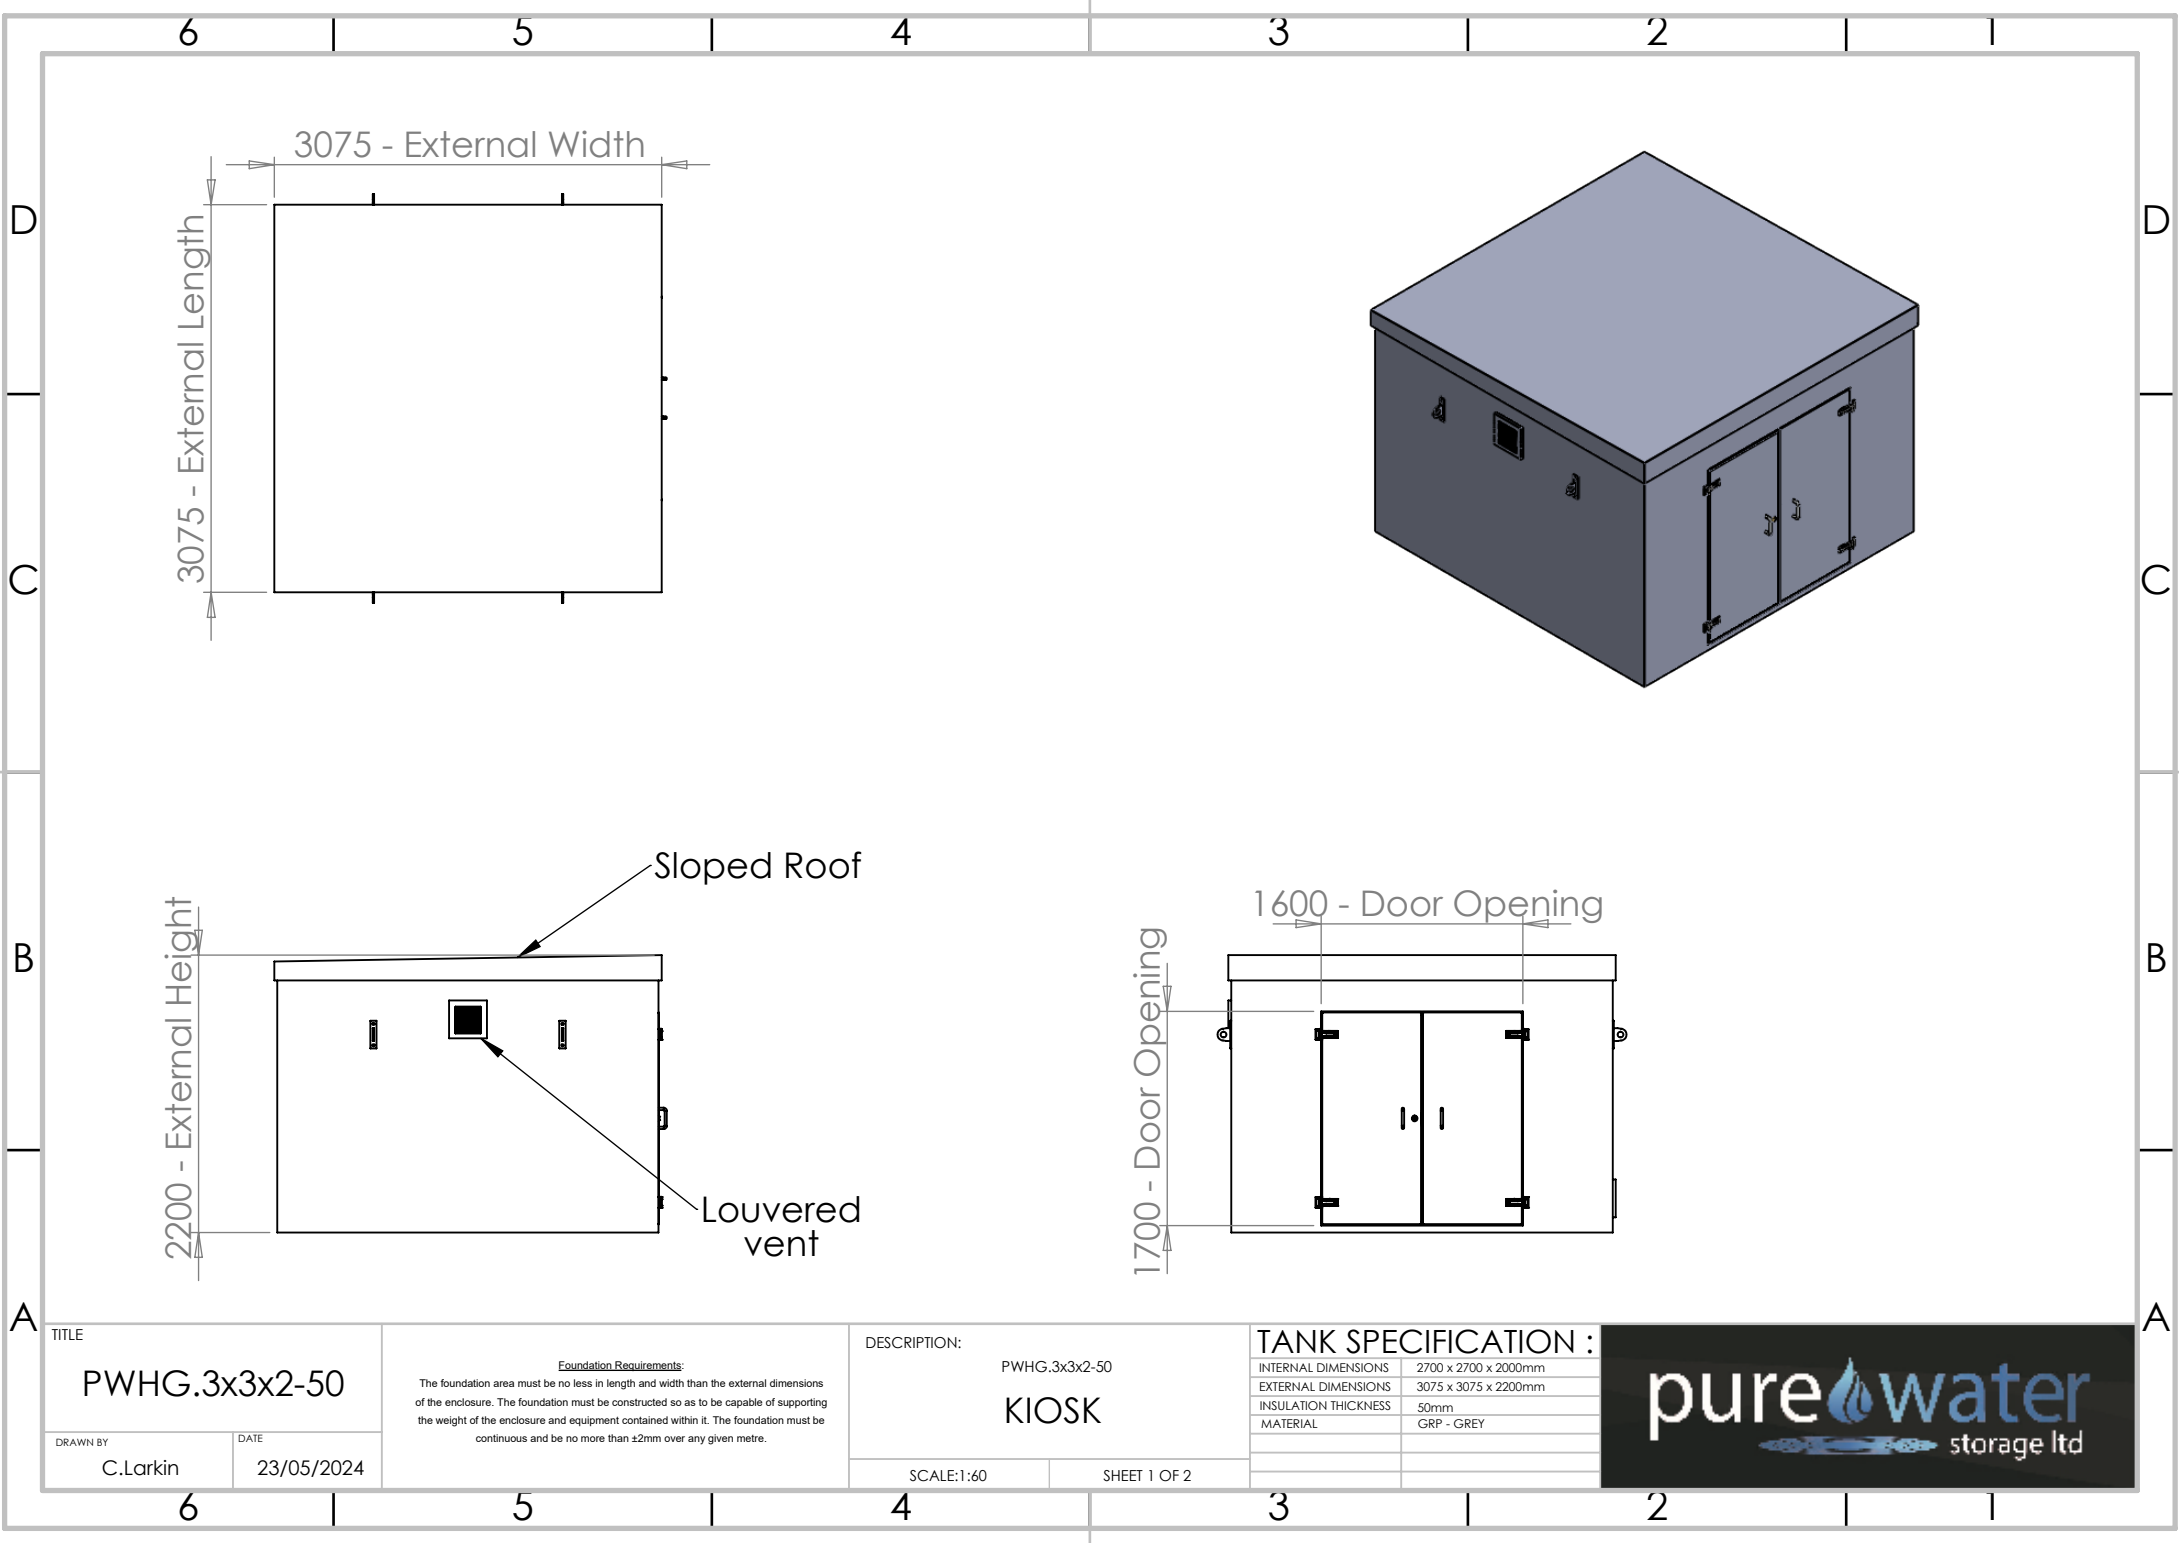 6 5 4 3 2 1
3075 - External Width
D
3075 - External Length
D
C
C
Sloped Roof
2200 - External Height
1600 - Door Opening
1700 - Door Opening
B
B
Louvered
vent
A
A
TITLE
PWHG.3x3x2-50
DRAWN BY
C.Larkin
DATE
23/05/2024
Foundation Requirements:
The foundation area must be no less in length and width than the external dimensions
of the enclosure. The foundation must be constructed so as to be capable of supporting
the weight of the enclosure and equipment contained within it. The foundation must be
continuous and be no more than ±2mm over any given metre.
DESCRIPTION:
PWHG.3x3x2-50
KIOSK
SCALE:1:60
SHEET 1 OF 2
TANK SPECIFICATION :
INTERNAL DIMENSIONS 2700 x 2700 x 2000mm
EXTERNAL DIMENSIONS 3075 x 3075 x 2200mm
INSULATION THICKNESS 50mm
MATERIAL GRP - GREY
pure water
storage ltd
6 5 4 3 2 1